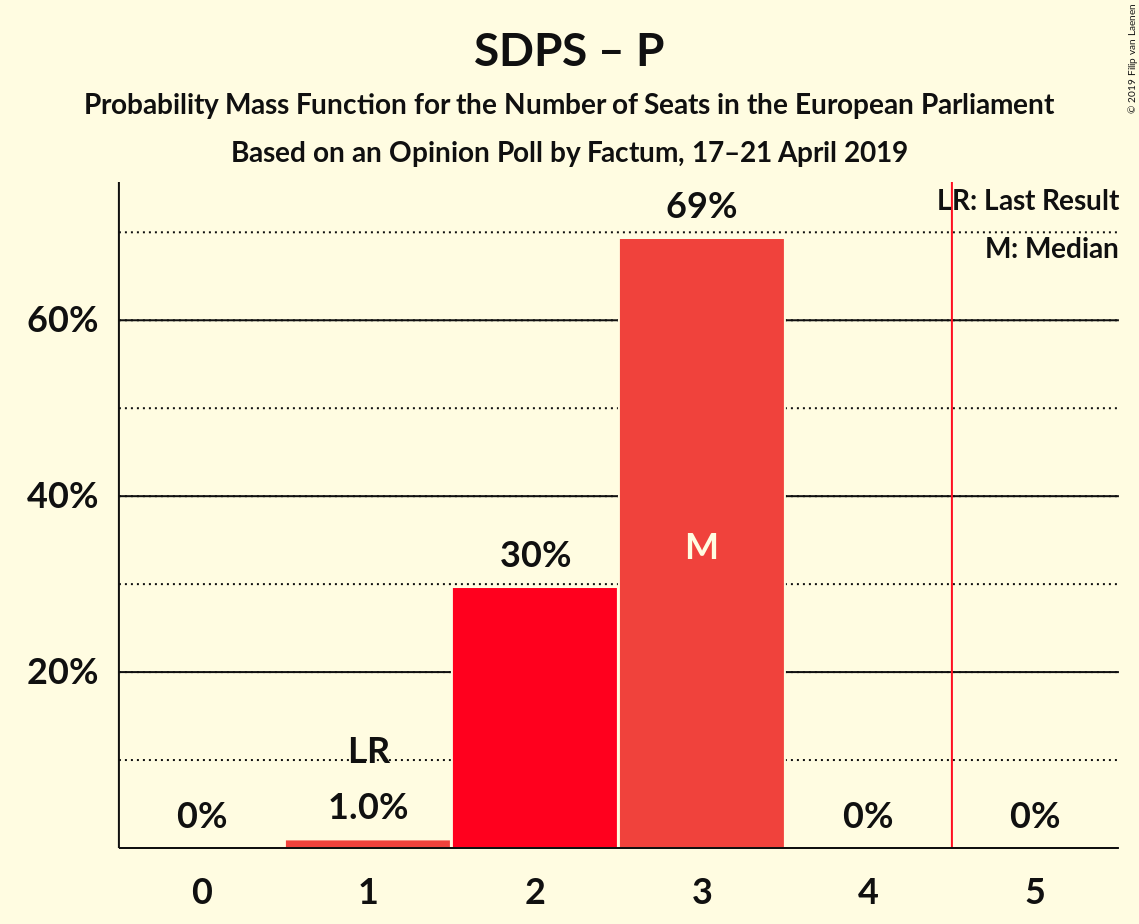 SDPS – P
Probability Mass Function for the Number of Seats in the European Parliament
Based on an Opinion Poll by Factum, 17–21 April 2019
© 2019 Filip van Laenen
LR: Last Result
M: Median
69%
60%
30%
M
40%
20%
LR
0%
1.0%
0%
0%
0 1 2 3 4 5